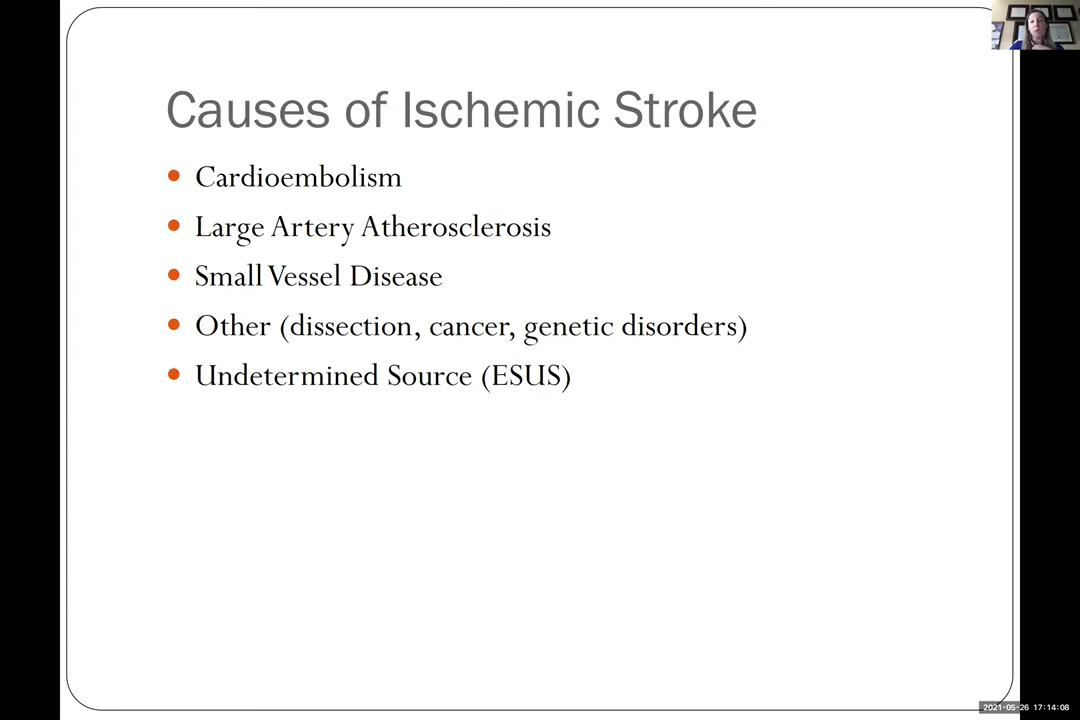 Causes of Ischemic Stroke
Cardioembolism
Large Artery Atherosclerosis
Small Vessel Disease
Other (dissection, cancer, genetic disorders)
Undetermined Source (ESUS)
2021-05-26 17:14:08